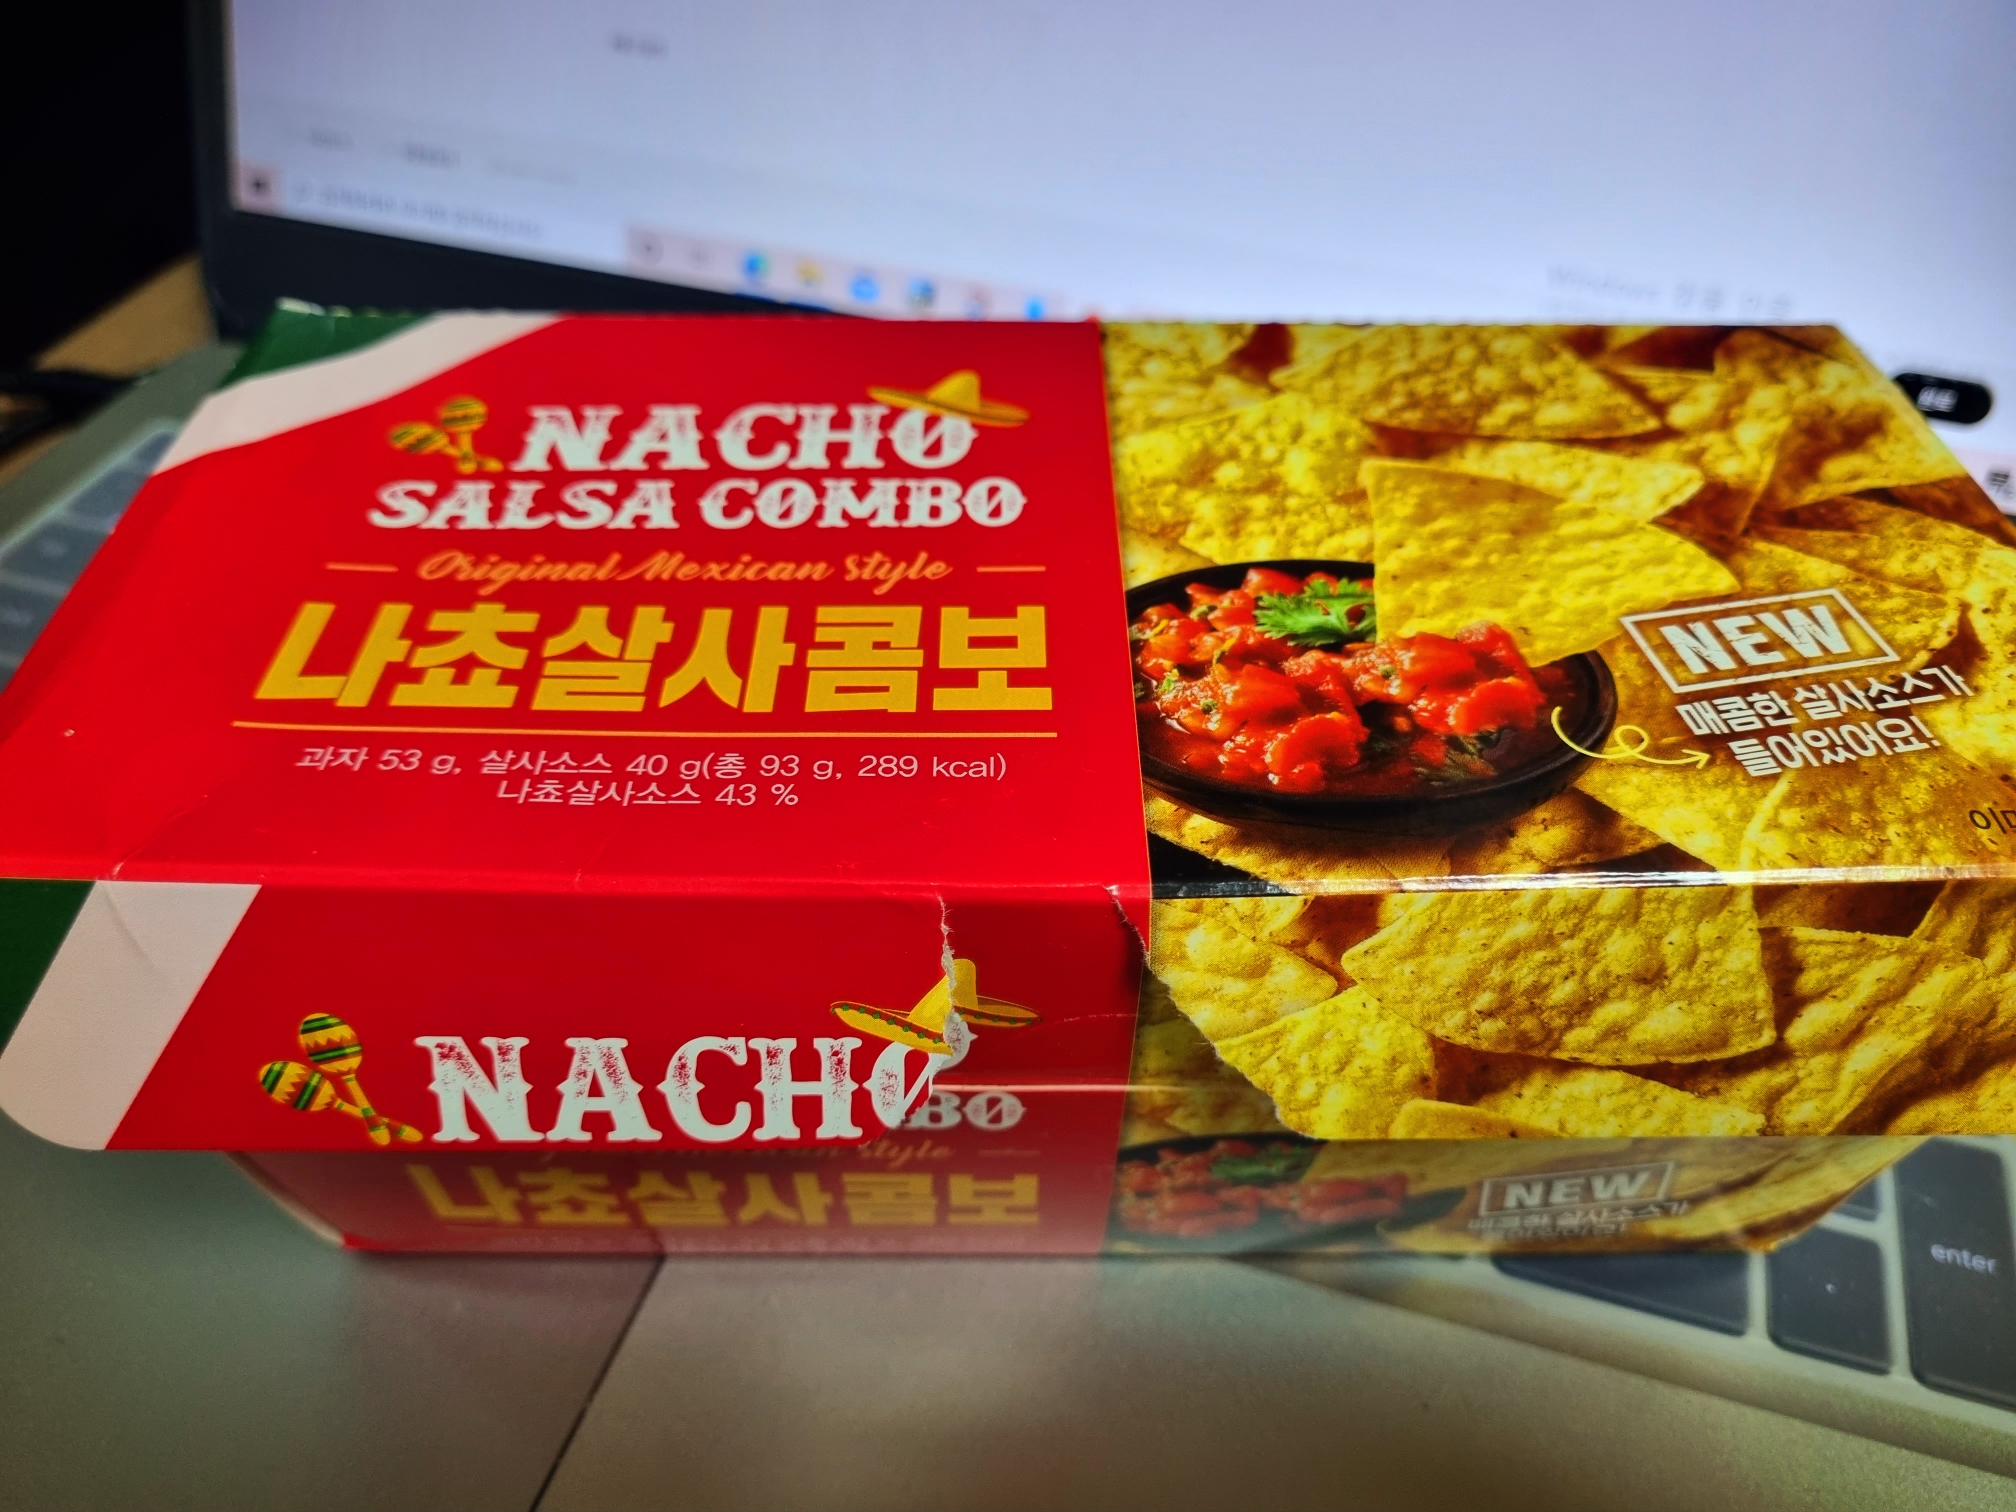 NACHO
SALSA COMBO
Original Mexican style
나쵸살사콤보
과자 53 g, 살사소스 40 g(총 93 g, 289 kcal)
나쵸살사소스 43 %
NEW
매콤한 살사소스가
들어있어요!
NACHO
BO
style
나쵸살사콤보
NEW
enter